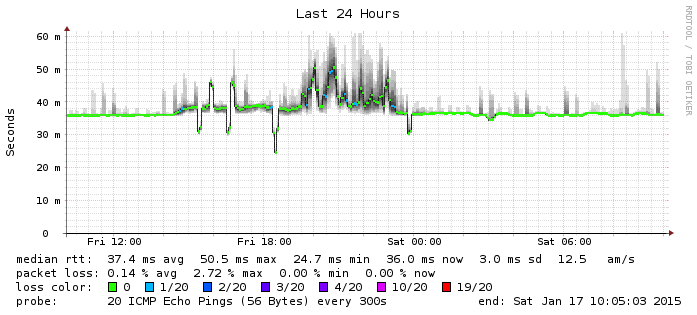 Last 24 Hours
RRDTOOL / TOBI OETIKER
Seconds
60 m
50 m
40 m
30 m
20 m
10 m
0
Fri 12:00 Fri 18:00 Sat 00:00 Sat 06:00
median rtt: 37.4 ms avg 50.5 ms max 24.7 ms min 36.0 ms now 3.0 ms sd 12.5 am/s
packet loss: 0.14 % avg 2.72 % max 0.00 % min 0.00 % now
loss color: 0 1/20 2/20 3/20 4/20 10/20 19/20
probe: 20 ICMP Echo Pings (56 Bytes) every 300s end: Sat Jan 17 10:05:03 2015